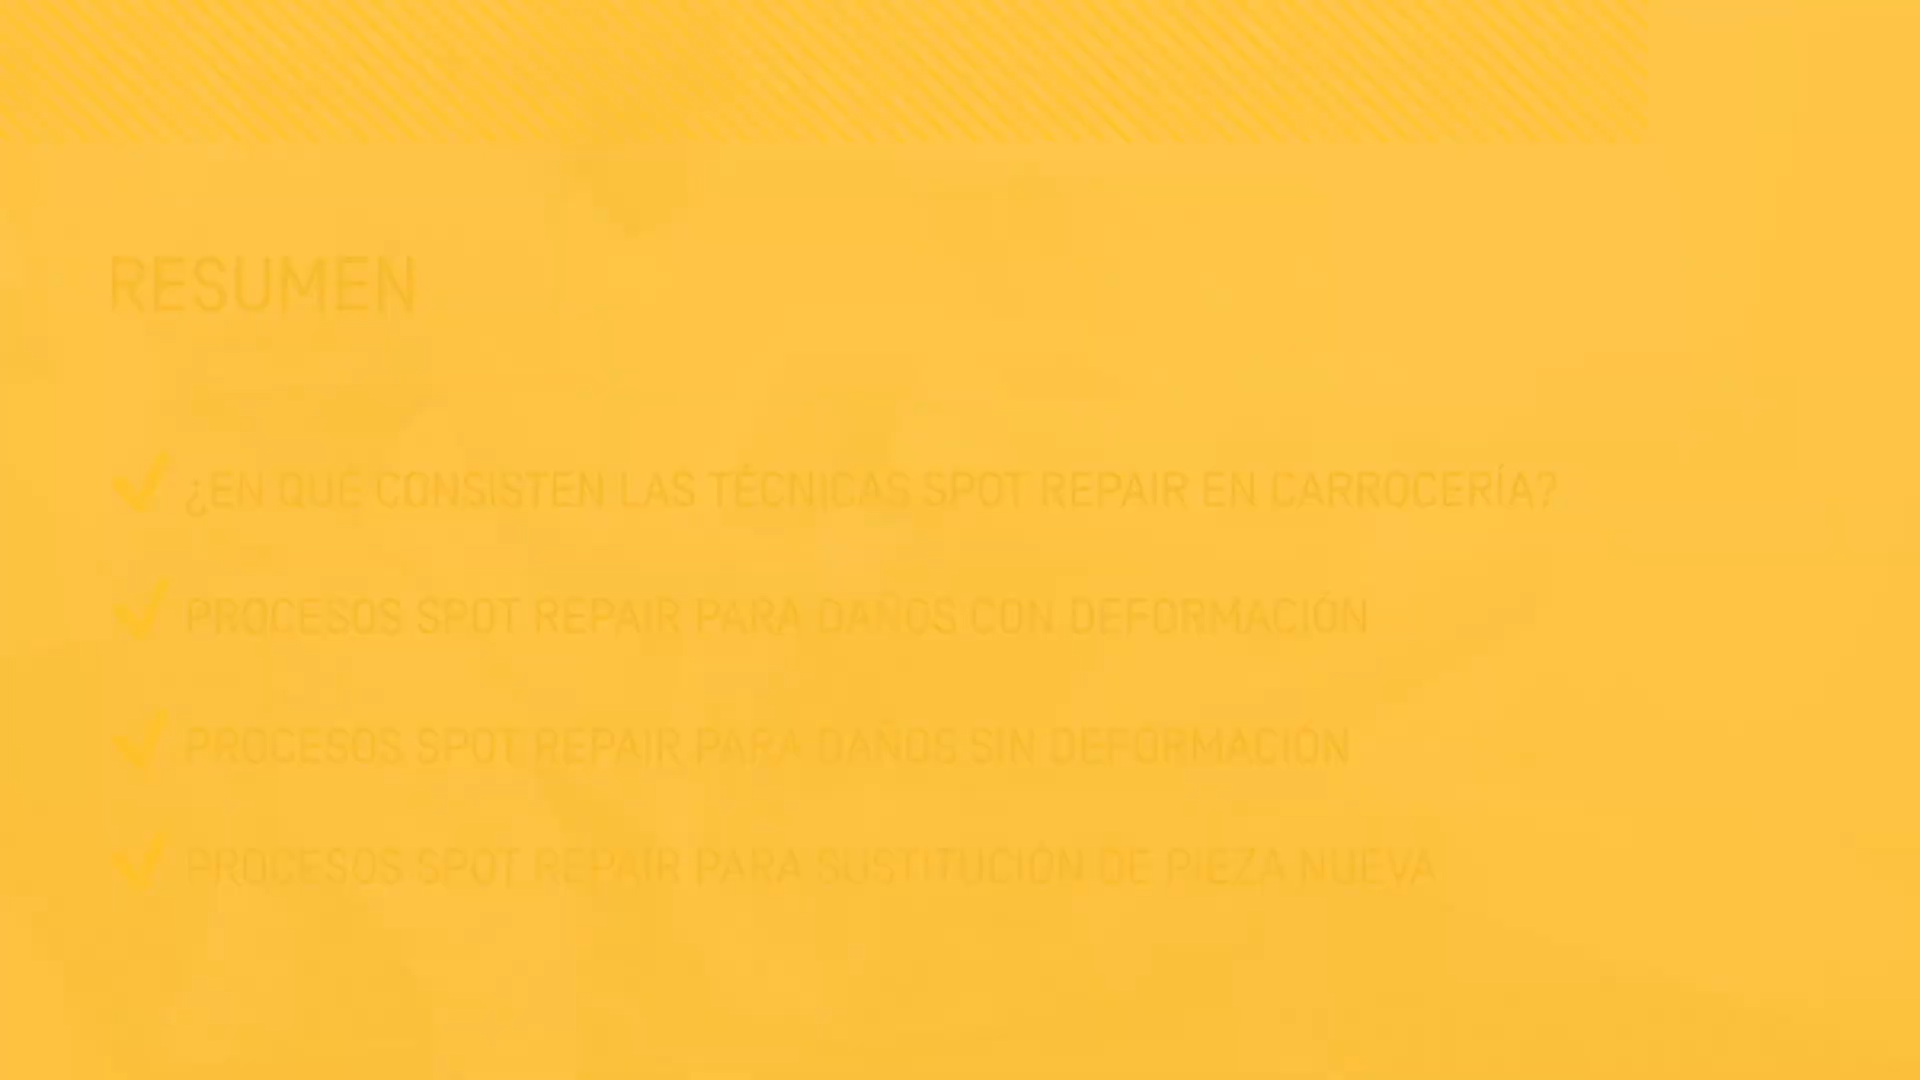 RESUMEN
¿EN QUÉ CONSISTEN LAS TÉCNICAS SPOT REPAIR EN CARROCERÍA?
PROCESOS SPOT REPAIR PARA DAÑOS CON DEFORMACIÓN
PROCESOS SPOT REPAIR PARA DAÑOS SIN DEFORMACIÓN
PROCESOS SPOT REPAIR PARA SUSTITUCIÓN DE PIEZA NUEVA